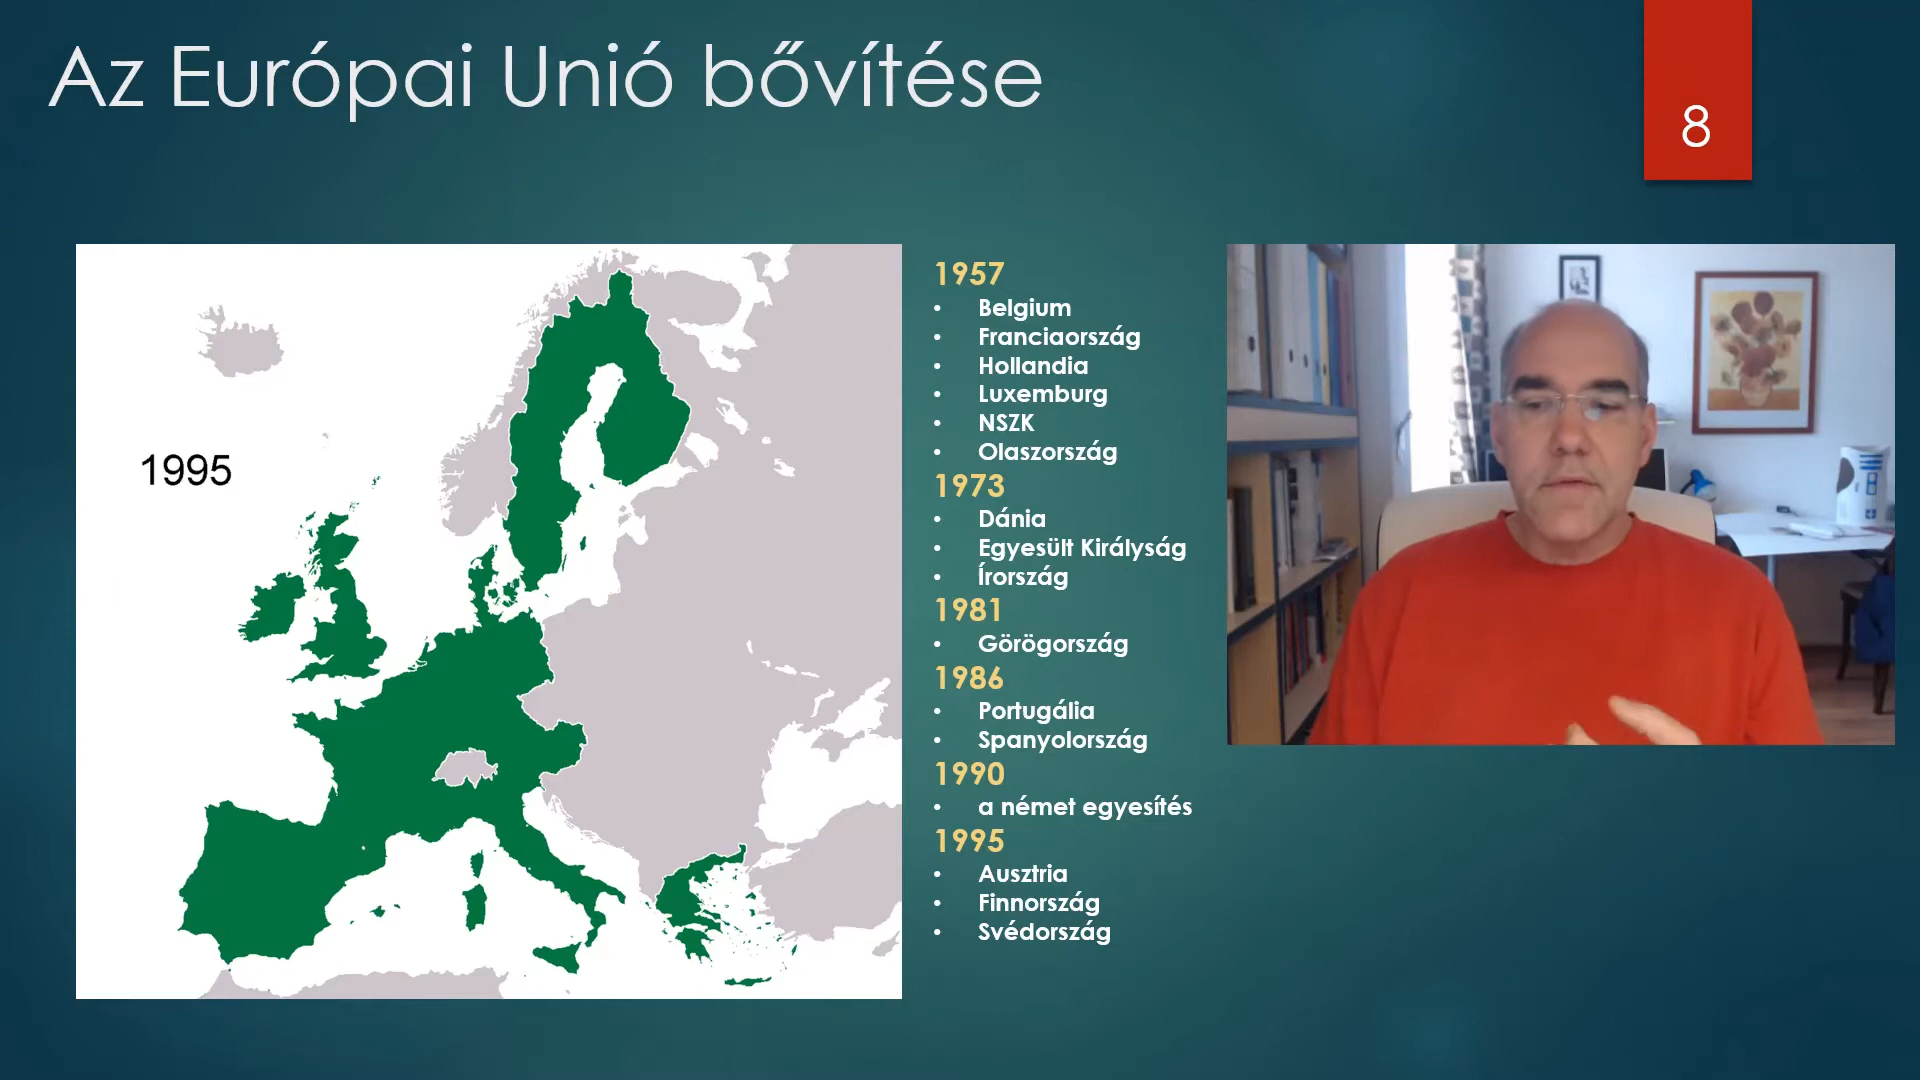 Az Európai Unió bővítése
8
1995
1957
• Belgium
• Franciaország
• Hollandia
• Luxemburg
• NSZK
• Olaszország
1973
• Dánia
• Egyesült Királyság
• Írország
1981
• Görögország
1986
• Portugália
• Spanyolország
1990
• a német egyesítés
1995
• Ausztria
• Finnország
• Svédország